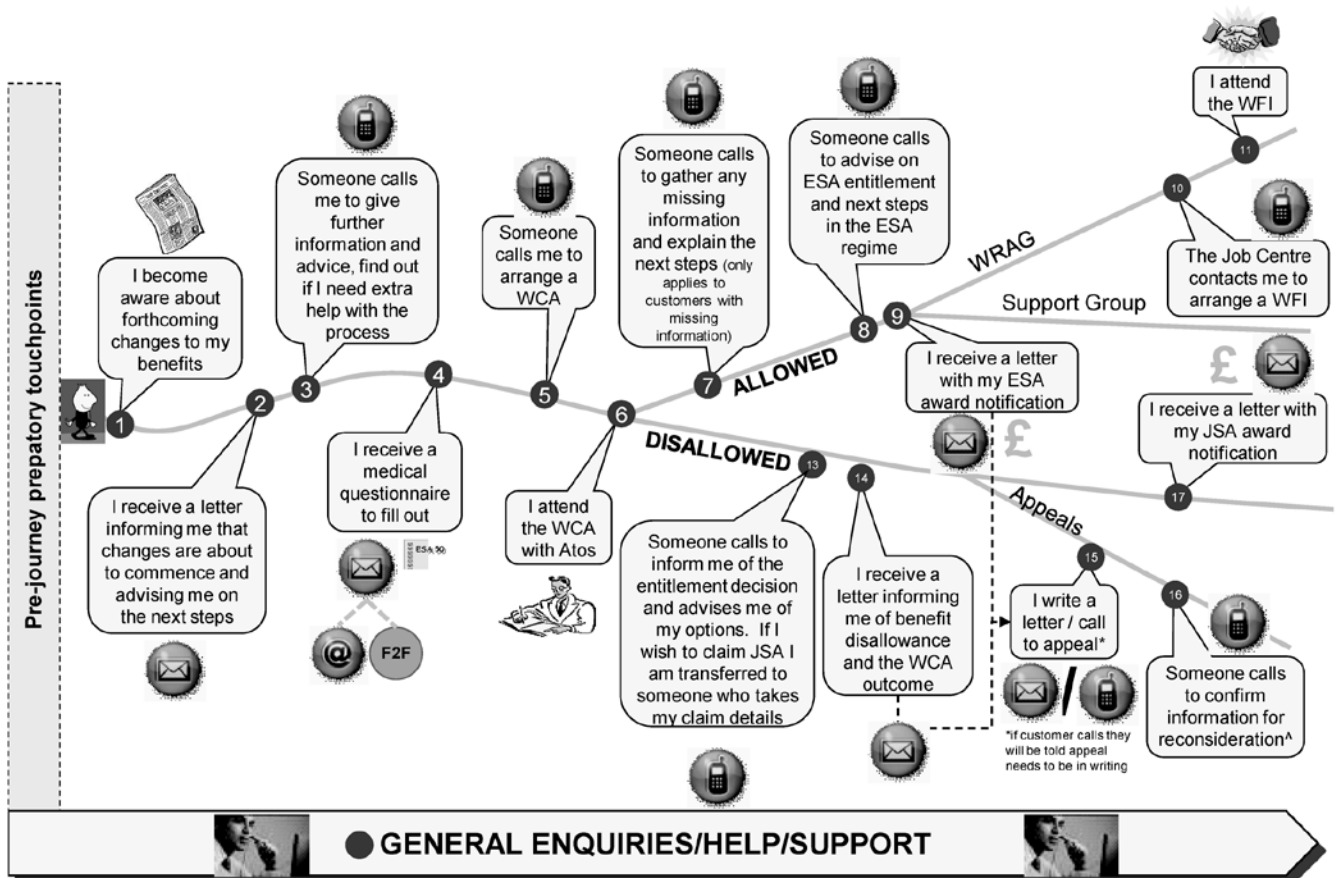 Pre-journey prepatory touchpoints
I become
aware about
forthcoming
changes to my
benefits
1
I receive a letter
informing me that
changes are about
to commence and
advising me on
the next steps
2
Someone calls
me to give
further
information and
advice, find out
if I need extra
help with the
process
3
4
I receive a
medical
questionnaire
to fill out
ESA 50
@
F2F
Someone
calls me to
arrange a
WCA
5
6
I attend
the WCA
with Atos
Someone calls
to gather any
missing
information
and explain the
next steps (only
applies to
customers with
missing
information)
7
ALLOWED
Someone calls
to advise on
ESA entitlement
and next steps
in the ESA
regime
8
9
I receive a letter
with my ESA
award notification
£
WRAG
Support Group
10
The Job Centre
contacts me to
arrange a WFI
I attend
the WFI
11
DISALLOWED
13
Someone calls to
inform me of the
entitlement decision
and advises me of
my options. If I
wish to claim JSA I
am transferred to
someone who takes
my claim details
14
I receive a
letter informing
me of benefit
disallowance
and the WCA
outcome
Appeals
15
I write a
letter / call
to appeal*
/
*if customer calls they
will be told appeal
needs to be in writing
16
Someone calls
to confirm
information for
reconsideration^
£
I receive a letter with
my JSA award
notification
17
GENERAL ENQUIRIES/HELP/SUPPORT